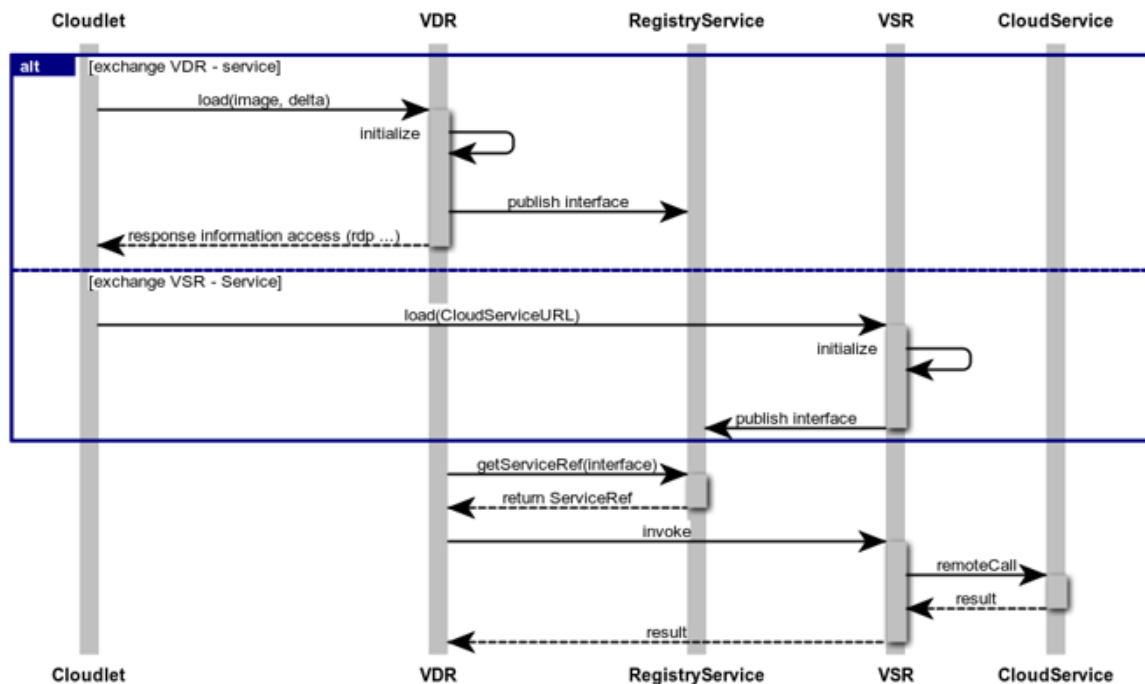 Cloudlet VDR RegistryService VSR CloudService
alt [exchange VDR - service]
load(image, delta)
initialize
publish interface
response information access (rdp ...)
[exchange VSR - Service]
load(CloudServiceURL)
initialize
publish interface
getServiceRef(interface)
return ServiceRef
invoke
remoteCall
result
result
Cloudlet VDR RegistryService VSR CloudService